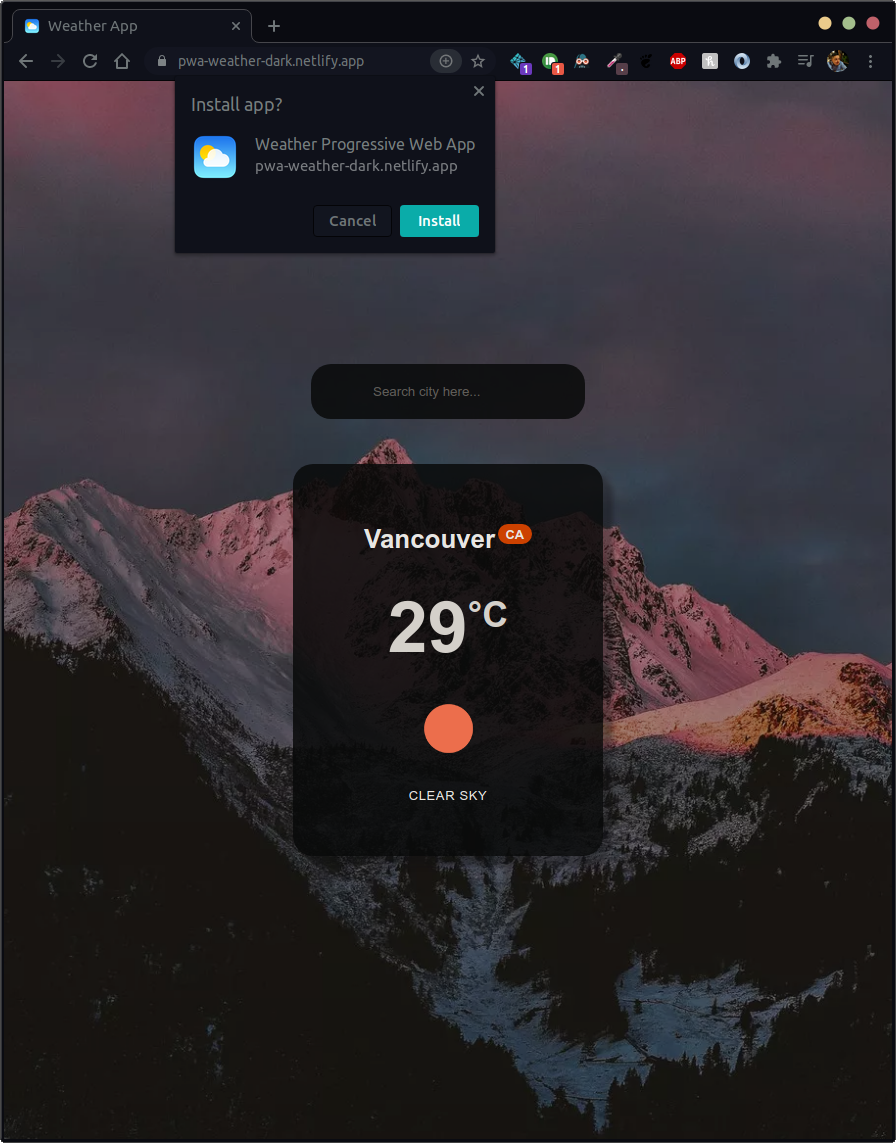 Weather App
pwa-weather-dark.netlify.app
1
1
ABP
Install app?
Weather Progressive Web App
pwa-weather-dark.netlify.app
Cancel
Install
Search city here...
Vancouver CA
29°C
CLEAR SKY